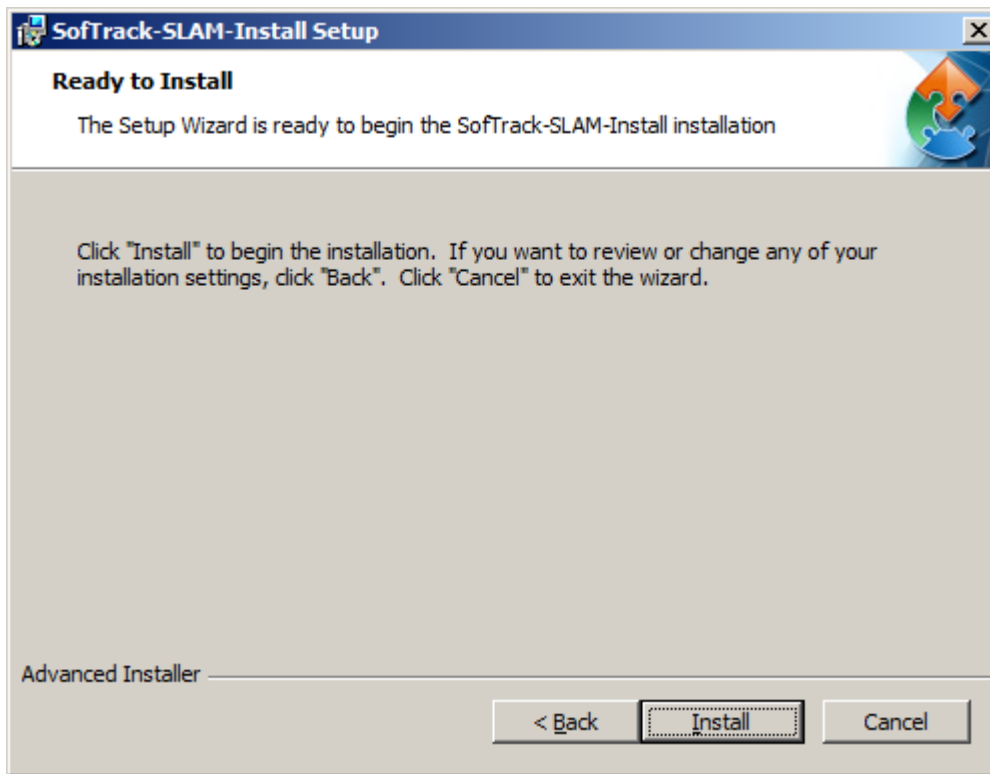 SofTrack-SLAM-Install Setup
Ready to Install
The Setup Wizard is ready to begin the SofTrack-SLAM-Install installation
Click "Install" to begin the installation.  If you want to review or change any of your
installation settings, click "Back".  Click "Cancel" to exit the wizard.
Advanced Installer
< Back
Install
Cancel